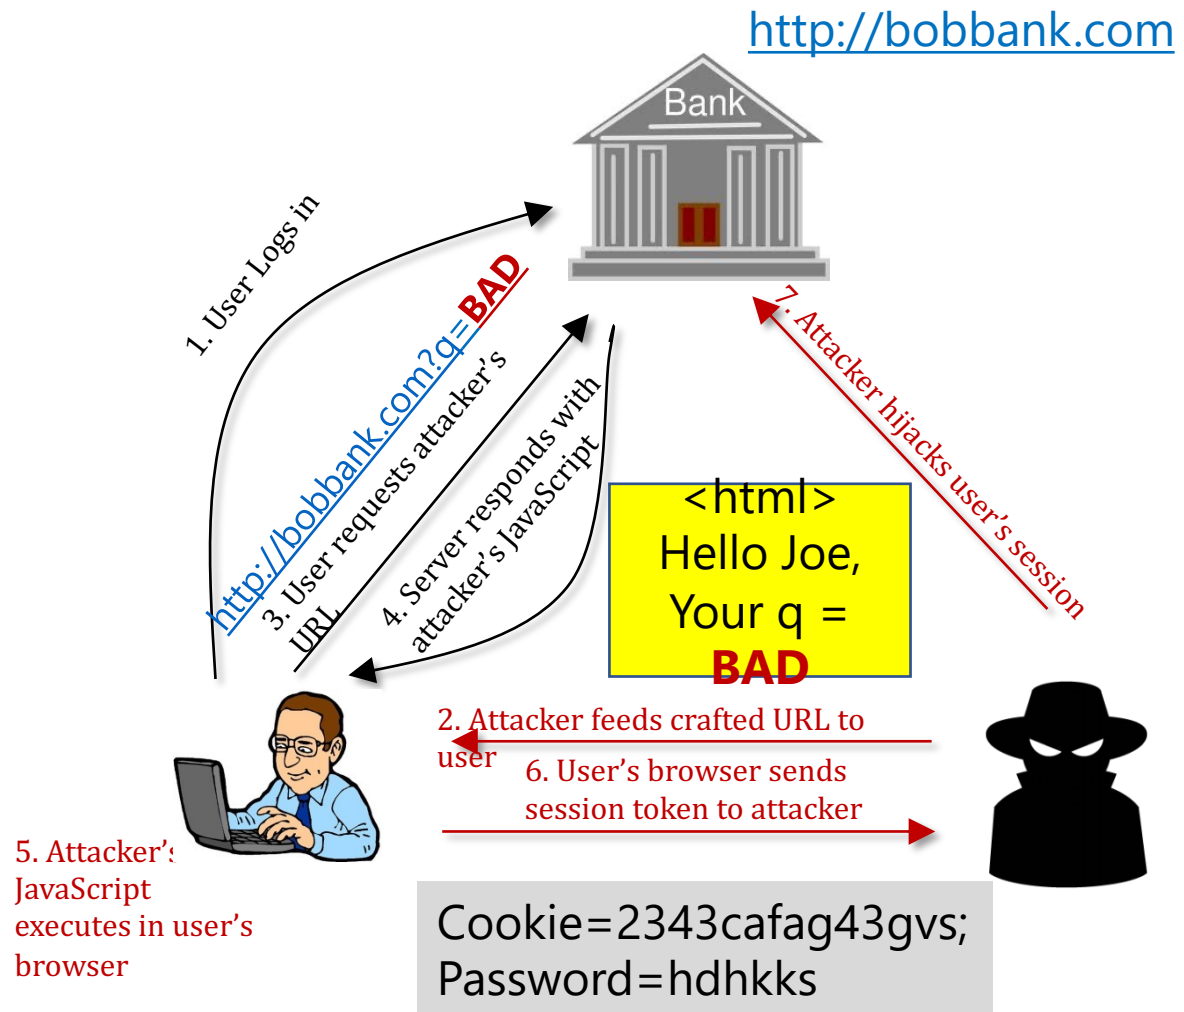 http://bobbank.com
Bank
1. User Logs in
http://bobbank.com?q=BAD
3. User requests attacker's
URL
4. Server responds with
attacker's JavaScript
7. Attacker hijacks user's session
<html>
Hello Joe,
Your q =
BAD
2. Attacker feeds crafted URL to
user
6. User's browser sends
session token to attacker
5. Attacker's
JavaScript
executes in user's
browser
Cookie=2343cafag43gvs;
Password=hdhkks